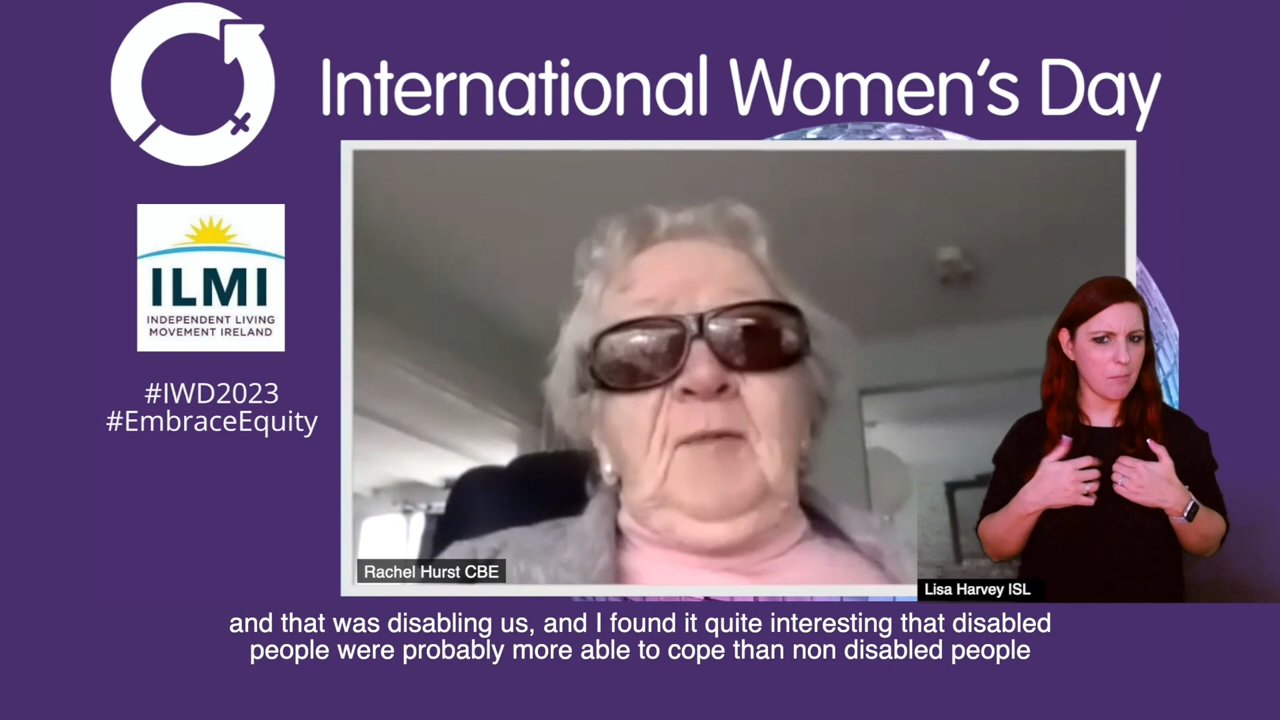 International Women's Day
ILMI
INDEPENDENT LIVING
MOVEMENT IRELAND
#IWD2023
#EmbraceEquity
Rachel Hurst CBE
Lisa Harvey ISL
and that was disabling us, and I found it quite interesting that disabled
people were probably more able to cope than non disabled people